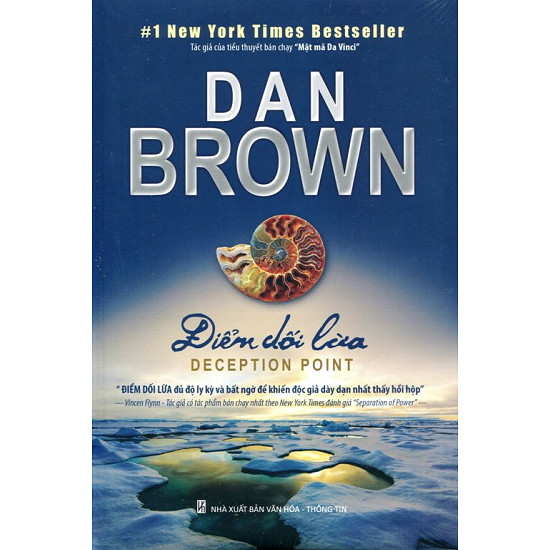 #1 New York Times Bestseller
Tác giả của tiểu thuyết bán chạy “Mật mã Da Vinci”
DAN
BROWN
Điểm dối lừa
DECEPTION POINT
“ ĐIỂM DỐI LỪA đủ độ ly kỳ và bất ngờ để khiến độc giả dày dạn nhất thấy hồi hộp”
--- Vincen Flynn - Tác giả có tác phẩm bán chạy nhất theo New York Times đánh giá “Separation of Power” ---
NHÀ XUẤT BẢN VĂN HÓA - THÔNG TIN